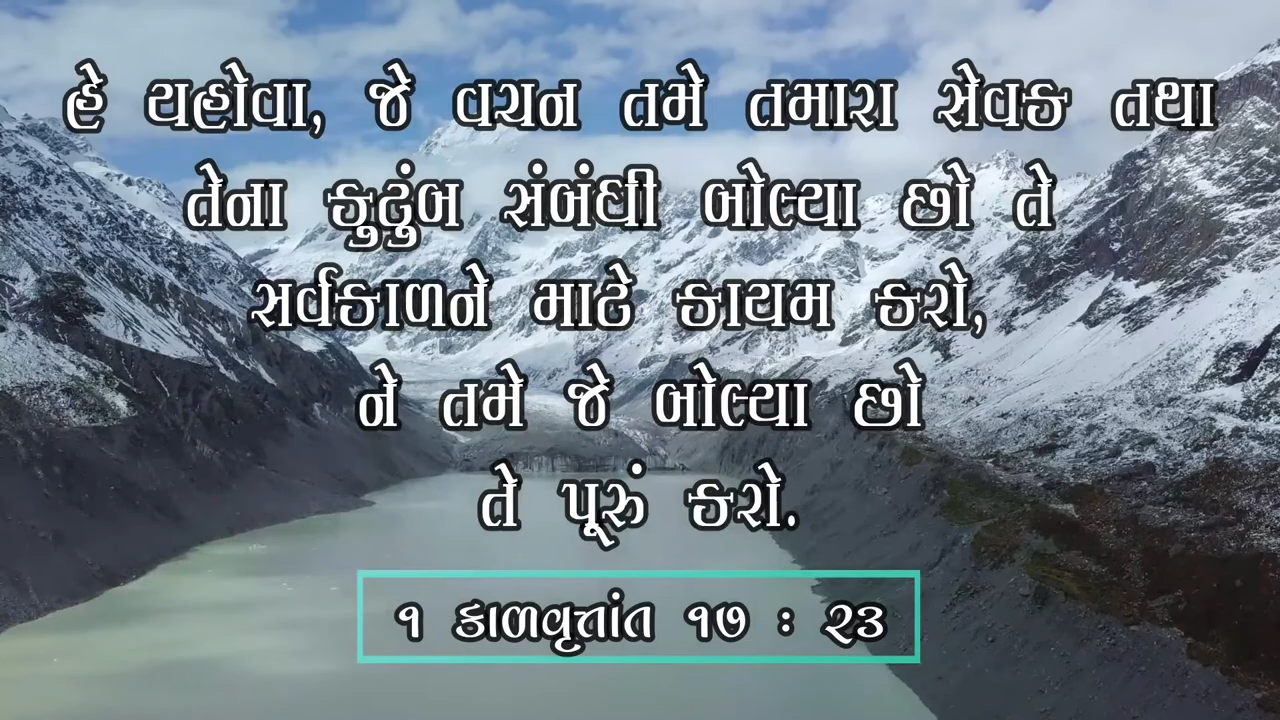 હે યહોવા, જે વચન તમે તમારા સેવક તથા
તેના કુટુંબ સંબંધી બોલ્યા છો તે
સર્વકાળને માટે કાયમ કરો,
ને તમે જે બોલ્યા છો
તે પૂરું કરો.
૧ કાળવૃત્તાંત ૧૭ : ૨૩